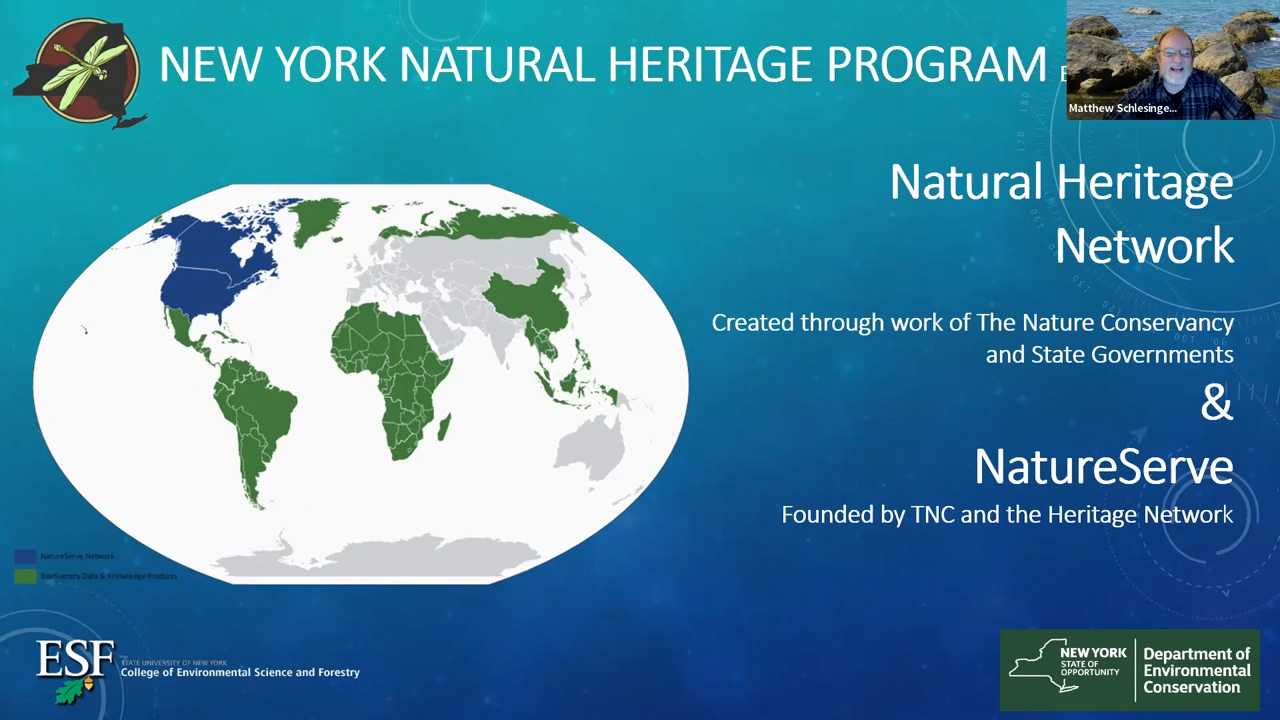 NEW YORK NATURAL HERITAGE PROGRAM
Matthew Schlesinge...
Natural Heritage
Network
Created through work of The Nature Conservancy
and State Governments
&
NatureServe
Founded by TNC and the Heritage Network
NatureServe Network
Biodiversity Data & Knowledge Products
ESF
STATE UNIVERSITY OF NEW YORK
College of Environmental Science and Forestry
NEW YORK
STATE OF
OPPORTUNITY
Department of
Environmental
Conservation